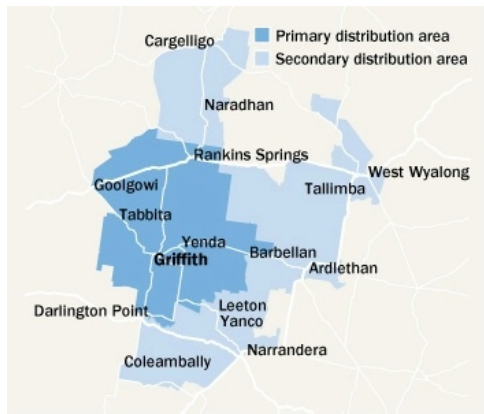 Primary distribution area
Secondary distribution area
Cargelligo
Naradhan
Rankins Springs
West Wyalong
Goolgowi
Tallimba
Tabbita
Yenda
Barbellan
Griffith
Ardlethan
Darlington Point
Leeton
Yanco
Narrandera
Coleambally